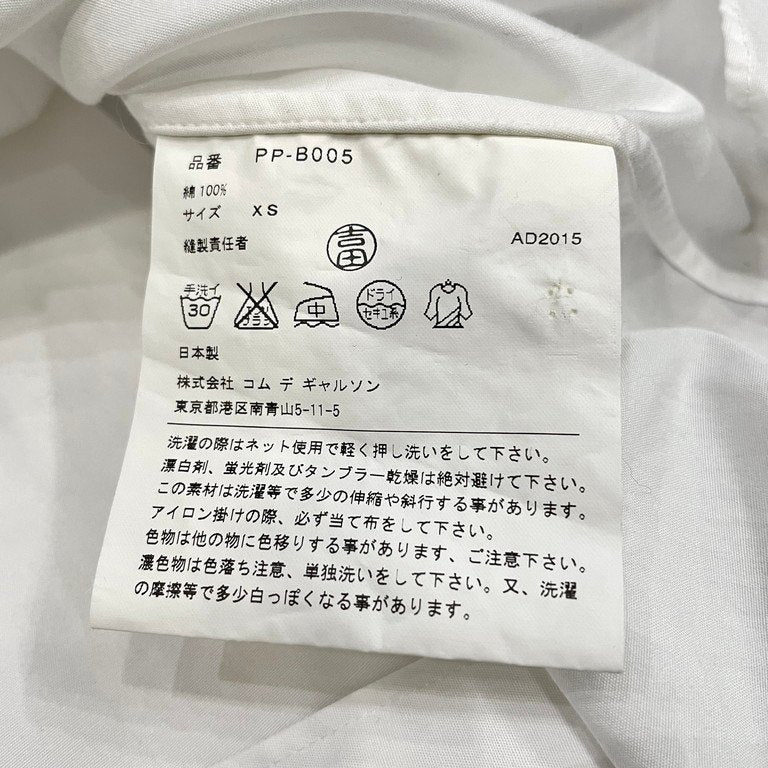 品番 PP-B005
綿100%
サイズ XS
縫製責任者 吉田 AD2015
手洗イ 30 エンソサラシ 中 ドライ セキユ系
日本製
株式会社 コム デ ギャルソン
東京都港区南青山5-11-5
洗濯の際はネット使用で軽く押し洗いをして下さい。
漂白剤、蛍光剤及びタンブラー乾燥は絶対避けて下さい。
この素材は洗濯等で多少の伸縮や斜行する事があります。
アイロン掛けの際、必ず当て布をして下さい。
色物は他の物に色移りする事があります、ご注意下さい。
濃色物は色落ち注意、単独洗いをして下さい。又、洗濯
の摩擦等で多少白っぽくなる事があります。